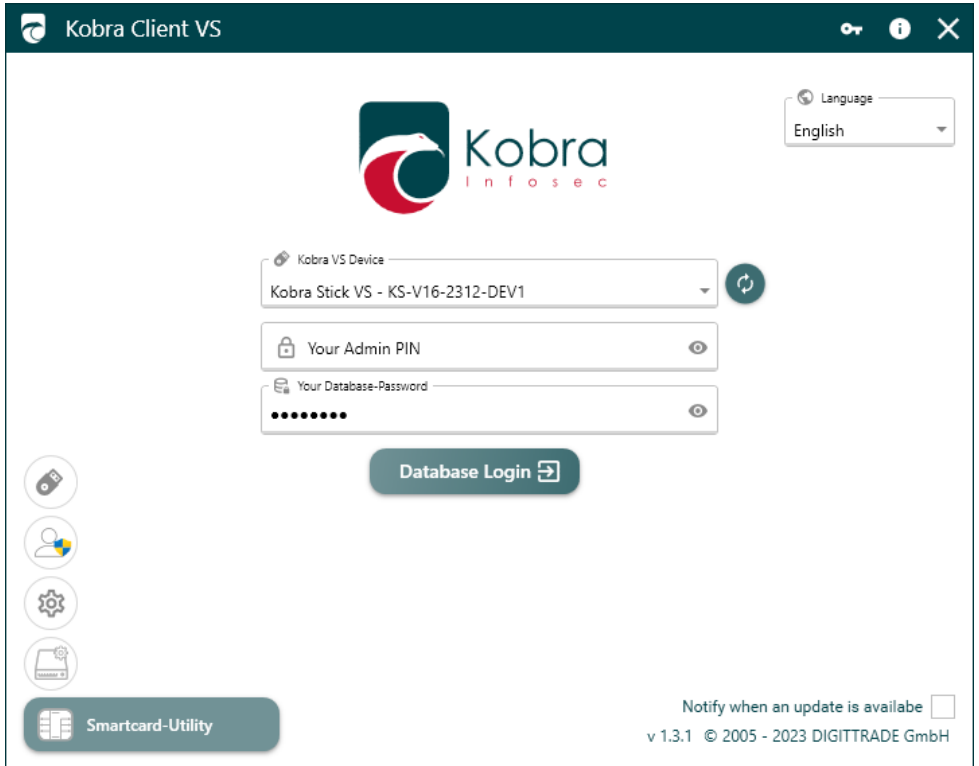 Kobra Client VS
Language
English
Kobra
Infosec
Kobra VS Device
Kobra Stick VS - KS-V16-2312-DEV1
Your Admin PIN
Your Database-Password
••••••••
Database Login
Smartcard-Utility
Notify when an update is availabe
v 1.3.1 © 2005 - 2023 DIGITTRADE GmbH